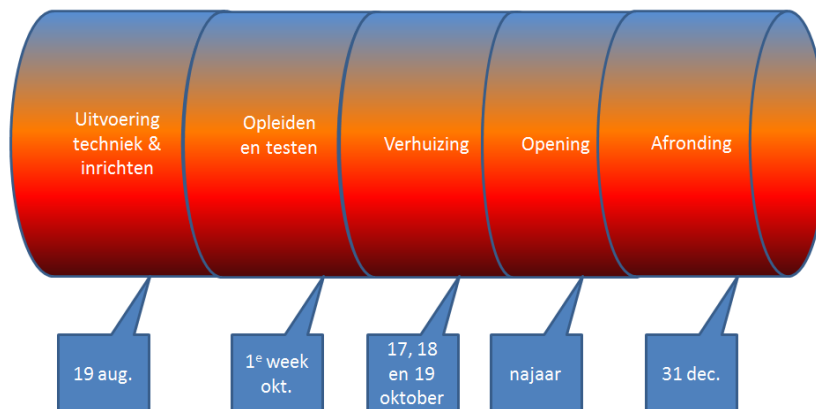 Uitvoering
techniek &
inrichten
Opleiden
en testen
Verhuizing
Opening
Afronding
19 aug.
1e week
okt.
17, 18
en 19
oktober
najaar
31 dec.